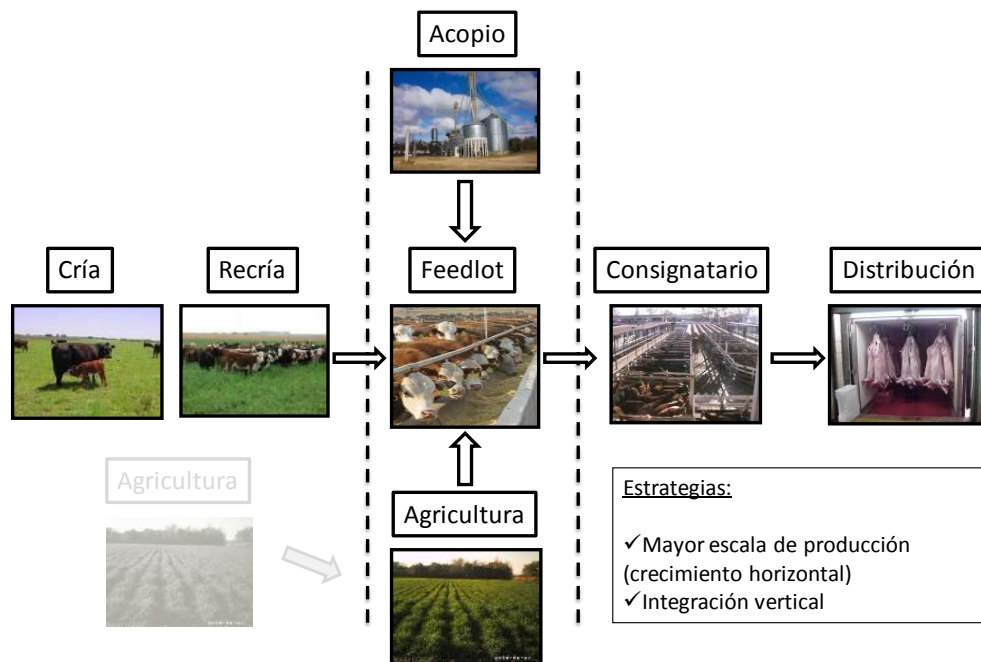 Acopio
Cría
Recría
Feedlot
Consignatario
Distribución
Agricultura
Agricultura
Estrategias:
✓Mayor escala de producción
(crecimiento horizontal)
✓Integración vertical